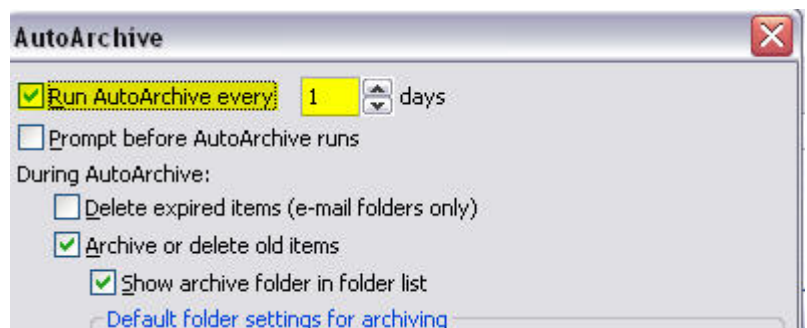 AutoArchive
Run AutoArchive every 1 days
Prompt before AutoArchive runs
During AutoArchive:
Delete expired items (e-mail folders only)
Archive or delete old items
Show archive folder in folder list
Default folder settings for archiving